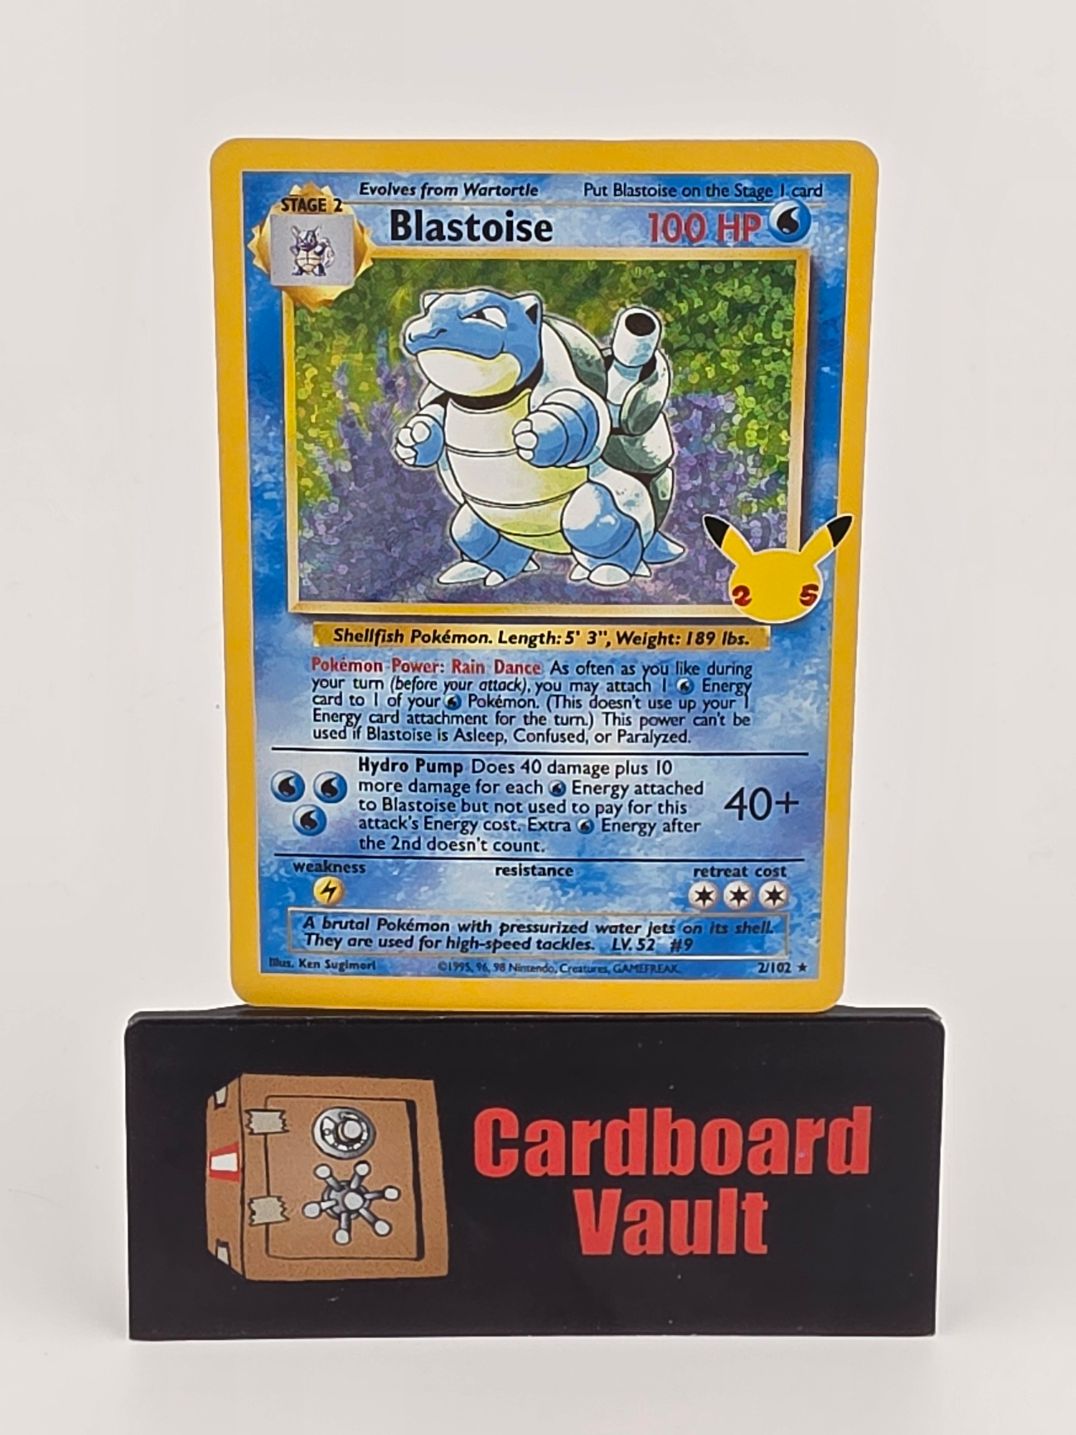 Evolves from Wartortle Put Blastoise on the Stage 1 card
STAGE 2
Blastoise 100 HP
25
Shellfish Pokémon. Length: 5' 3", Weight: 189 lbs.
Pokémon Power: Rain Dance As often as you like during
your turn (before your attack), you may attach 1 Energy
card to 1 of your Pokémon. (This doesn't use up your 1
Energy card attachment for the turn.) This power can't be
used if Blastoise is Asleep, Confused, or Paralyzed.
Hydro Pump Does 40 damage plus 10
more damage for each Energy attached
to Blastoise but not used to pay for this
attack's Energy cost. Extra Energy after
the 2nd doesn't count.
40+
weakness resistance retreat cost
A brutal Pokémon with pressurized water jets on its shell.
They are used for high-speed tackles. LV. 52 #9
Illus. Ken Sugimori ©1995, 96, 98 Nintendo, Creatures, GAMEFREAK. 2/102 ★
Cardboard
Vault